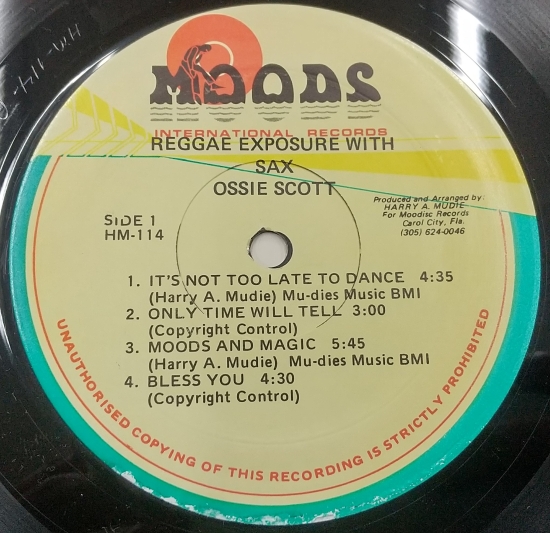 HM-114-A
MOODS
INTERNATIONAL RECORDS
REGGAE EXPOSURE WITH
SAX
OSSIE SCOTT
SIDE 1
HM-114
Produced and Arranged by:
HARRY A. MUDIE
For Moodisc Records
Carol City, Fla.
(305) 624-0046
1. IT'S NOT TOO LATE TO DANCE 4:35
(Harry A. Mudie) Mu-dies Music BMI
2. ONLY TIME WILL TELL 3:00
(Copyright Control)
3. MOODS AND MAGIC 5:45
(Harry A. Mudie) Mu-dies Music BMI
4. BLESS YOU 4:30
(Copyright Control)
UNAUTHORISED COPYING OF THIS RECORDING IS STRICTLY PROHIBITED